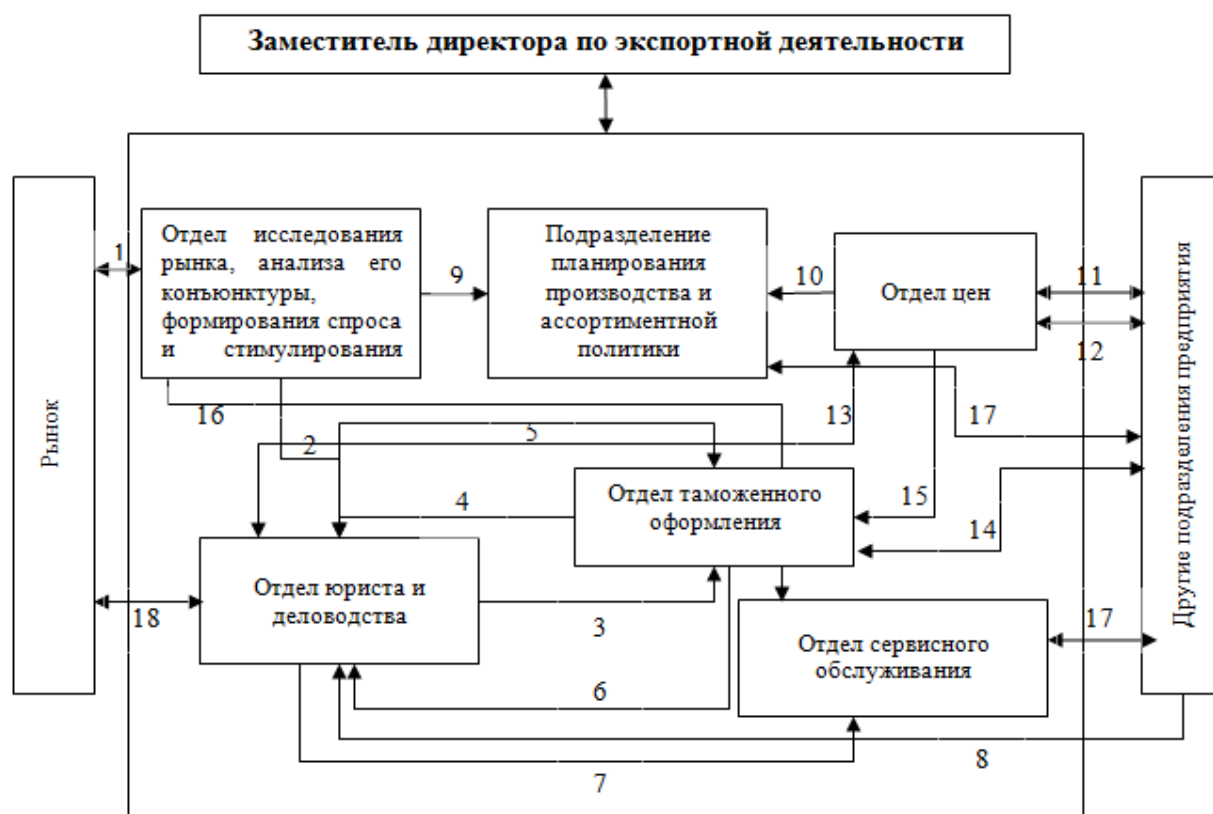 Заместитель директора по экспортной деятельности
Рынок
1
Отдел исследования
рынка, анализа его
конъюнктуры,
формирования спроса
и стимулирования
9
Подразделение
планирования
производства и
ассортиментной
политики
10
Отдел цен
11
12
Другие подразделения предприятия
16
2
5
13
17
4
Отдел таможенного
оформления
15
14
Отдел юриста и
деловодства
18
3
Отдел сервисного
обслуживания
17
6
7
8